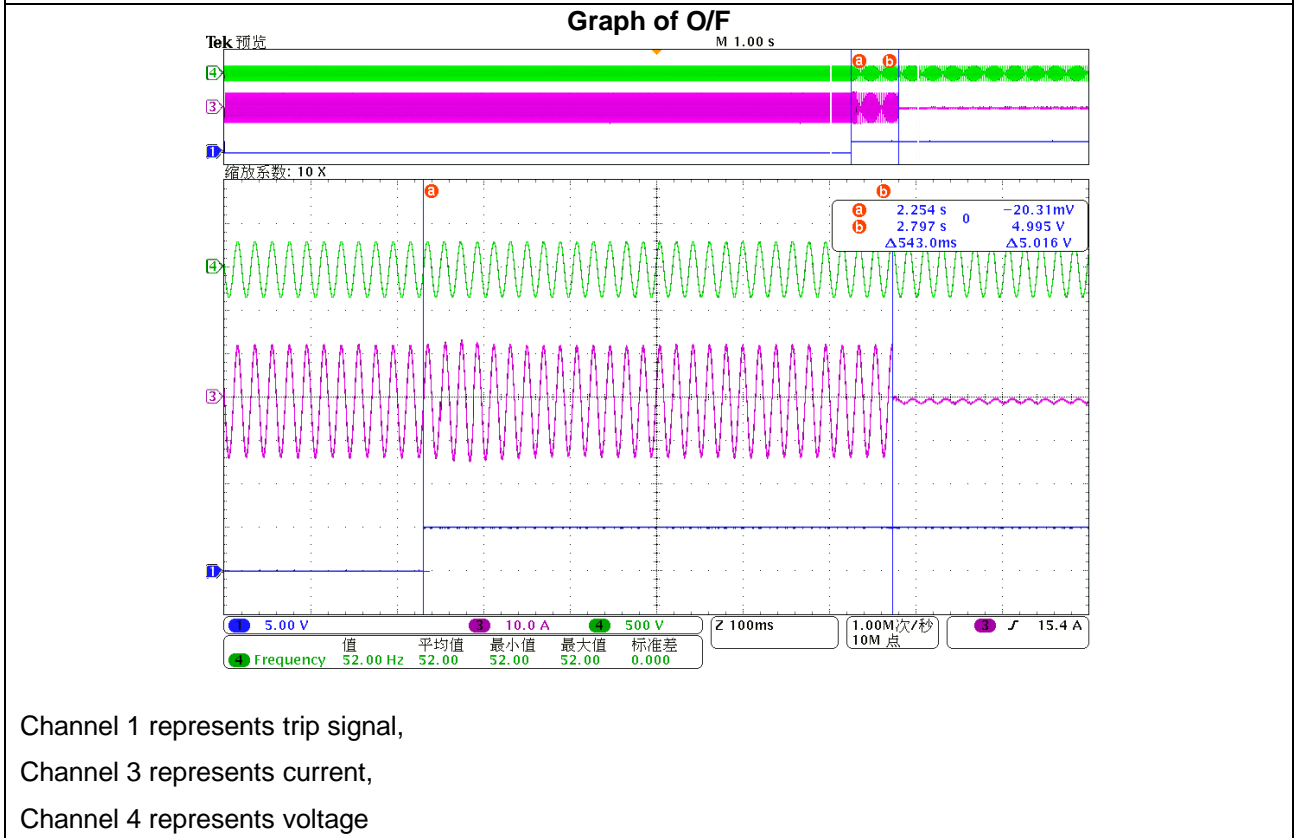 Graph of O/F
Tek 预览
M 1.00 s
a b
4
3
1
缩放系数: 10 X
a b
a 2.254 s 0 −20.31mV
b 2.797 s 4.995 V
Δ543.0ms Δ5.016 V
4
3
1
1 5.00 V 3 10.0 A 4 500 V
Z 100ms
1.00M次/秒
10M 点
3 ʃ 15.4 A
值 平均值 最小值 最大值 标准差
4 Frequency 52.00 Hz 52.00 52.00 52.00 0.000
Channel 1 represents trip signal,
Channel 3 represents current,
Channel 4 represents voltage